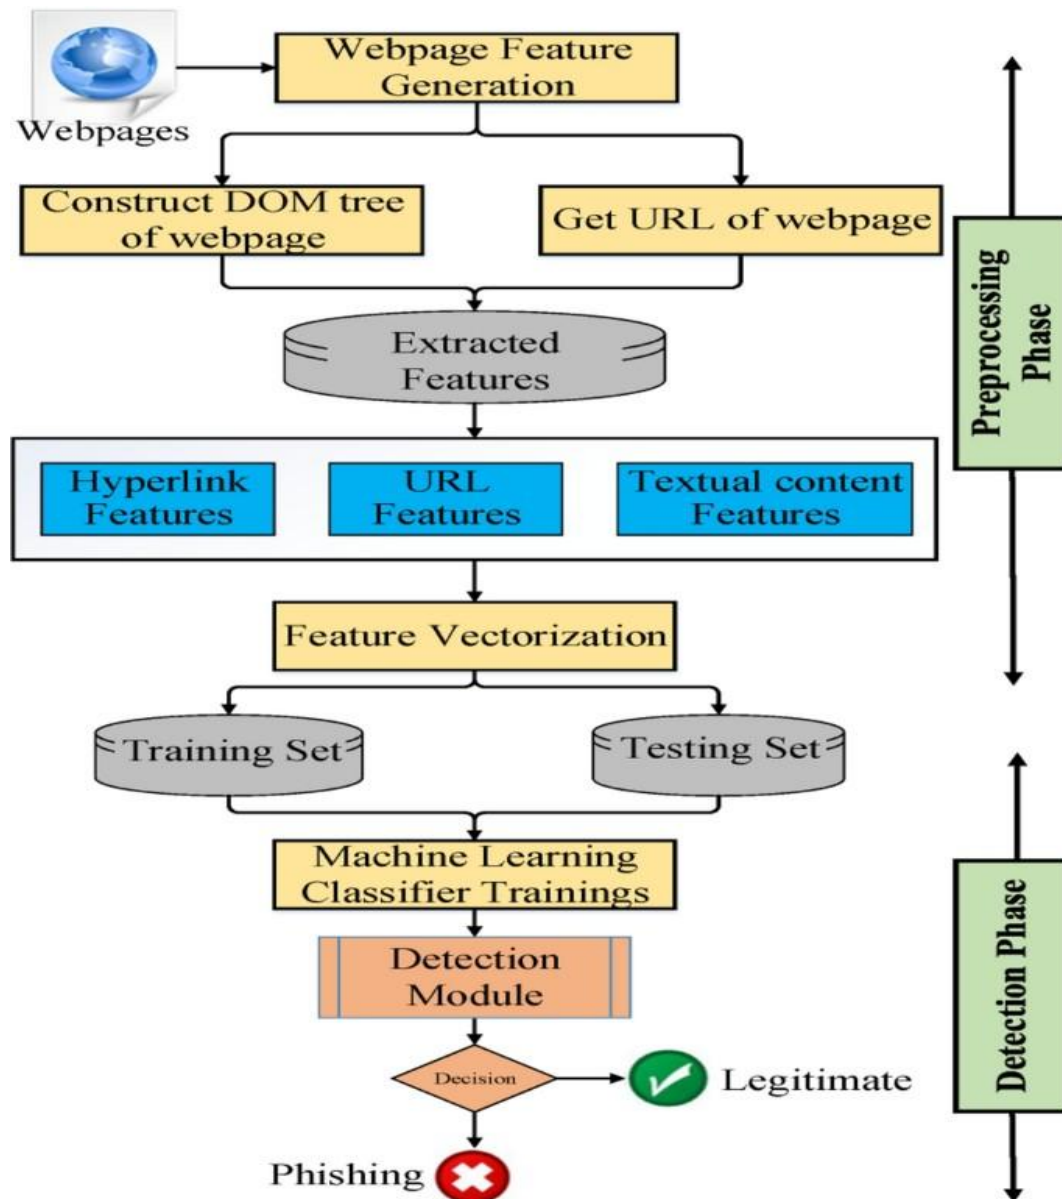 Webpages
Webpage Feature
Generation
Construct DOM tree
of webpage
Get URL of webpage
Extracted
Features
Hyperlink
Features
URL
Features
Textual content
Features
Feature Vectorization
Training Set
Testing Set
Machine Learning
Classifier Trainings
Detection
Module
Decision
Legitimate
Phishing
Preprocessing
Phase
Detection Phase